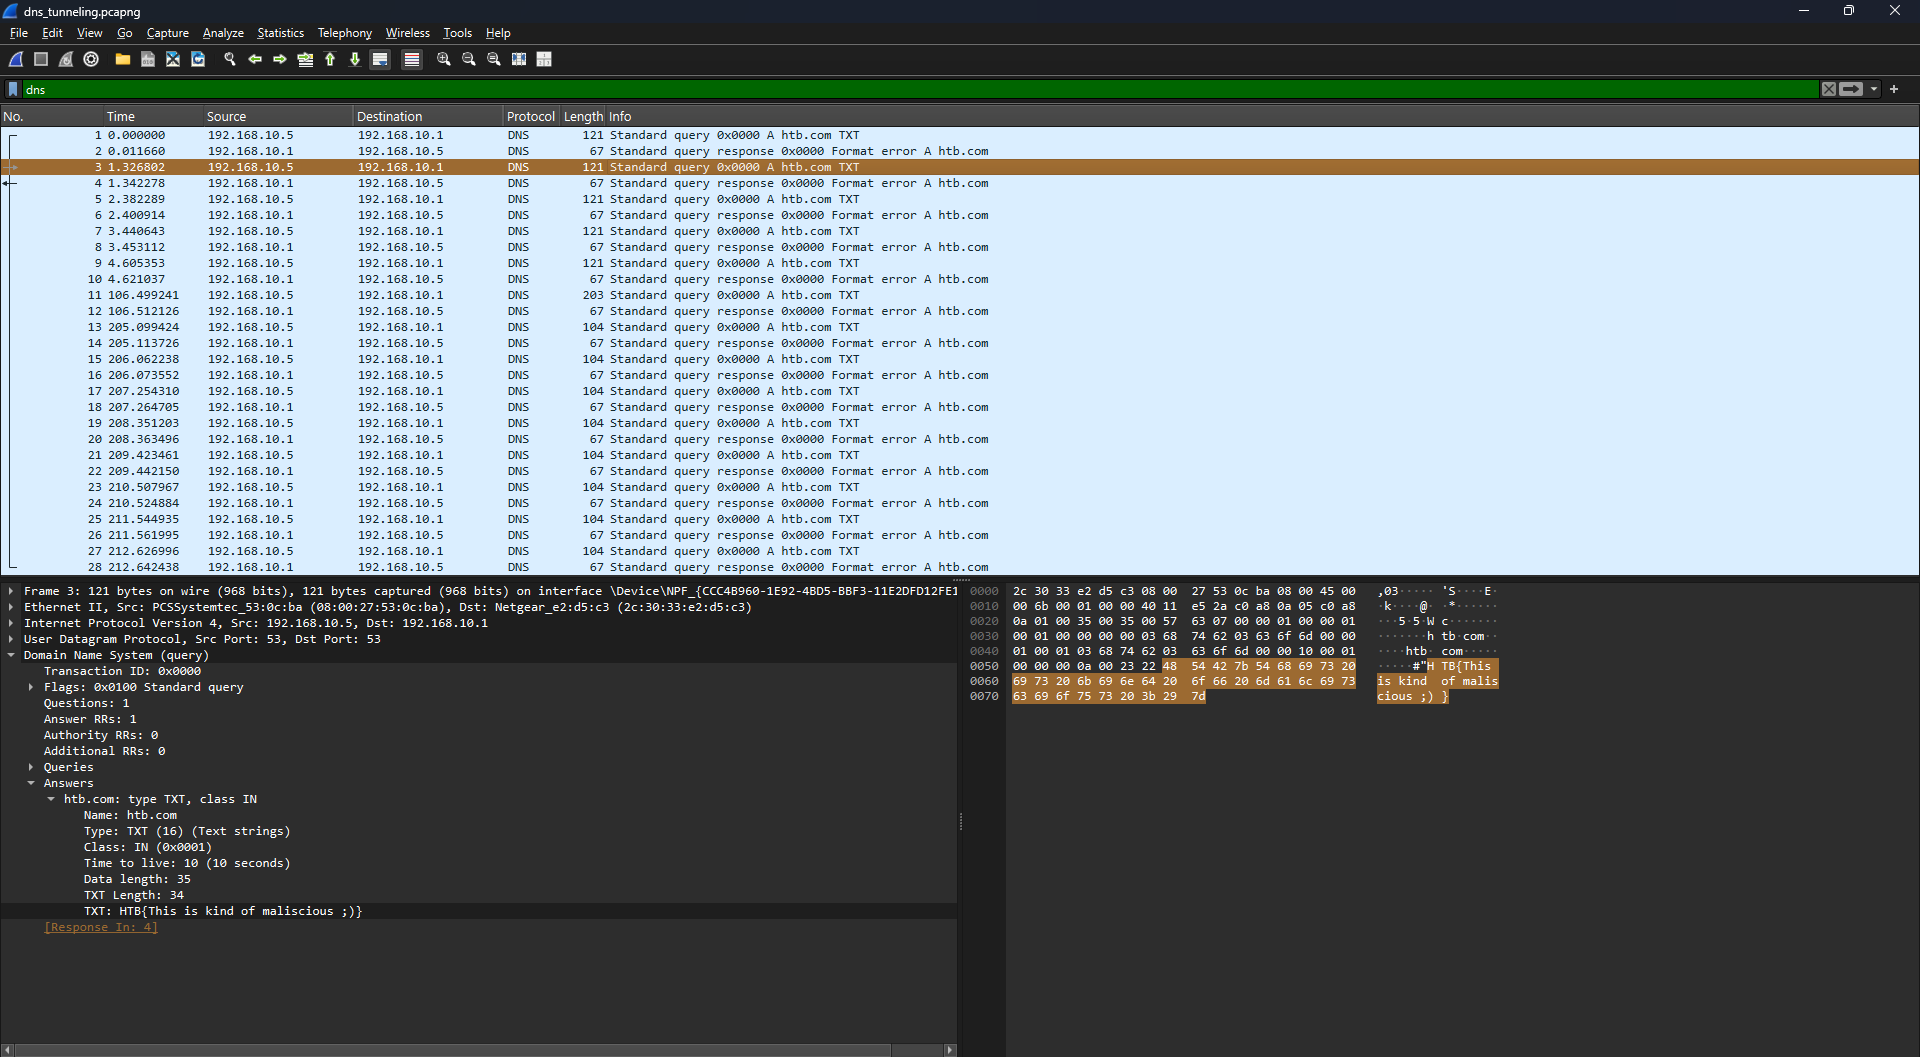 dns_tunneling.pcapng
File Edit View Go Capture Analyze Statistics Telephony Wireless Tools Help
dns
No. Time Source Destination Protocol Length Info
1 0.000000 192.168.10.5 192.168.10.1 DNS 121 Standard query 0x0000 A htb.com TXT
2 0.011660 192.168.10.1 192.168.10.5 DNS 67 Standard query response 0x0000 Format error A htb.com
3 1.326802 192.168.10.5 192.168.10.1 DNS 121 Standard query 0x0000 A htb.com TXT
4 1.342278 192.168.10.1 192.168.10.5 DNS 67 Standard query response 0x0000 Format error A htb.com
5 2.382289 192.168.10.5 192.168.10.1 DNS 121 Standard query 0x0000 A htb.com TXT
6 2.400914 192.168.10.1 192.168.10.5 DNS 67 Standard query response 0x0000 Format error A htb.com
7 3.440643 192.168.10.5 192.168.10.1 DNS 121 Standard query 0x0000 A htb.com TXT
8 3.453112 192.168.10.1 192.168.10.5 DNS 67 Standard query response 0x0000 Format error A htb.com
9 4.605353 192.168.10.5 192.168.10.1 DNS 121 Standard query 0x0000 A htb.com TXT
10 4.621037 192.168.10.1 192.168.10.5 DNS 67 Standard query response 0x0000 Format error A htb.com
11 106.499241 192.168.10.5 192.168.10.1 DNS 203 Standard query 0x0000 A htb.com TXT
12 106.512126 192.168.10.1 192.168.10.5 DNS 67 Standard query response 0x0000 Format error A htb.com
13 205.099424 192.168.10.5 192.168.10.1 DNS 104 Standard query 0x0000 A htb.com TXT
14 205.113726 192.168.10.1 192.168.10.5 DNS 67 Standard query response 0x0000 Format error A htb.com
15 206.062238 192.168.10.5 192.168.10.1 DNS 104 Standard query 0x0000 A htb.com TXT
16 206.073552 192.168.10.1 192.168.10.5 DNS 67 Standard query response 0x0000 Format error A htb.com
17 207.254310 192.168.10.5 192.168.10.1 DNS 104 Standard query 0x0000 A htb.com TXT
18 207.264705 192.168.10.1 192.168.10.5 DNS 67 Standard query response 0x0000 Format error A htb.com
19 208.351203 192.168.10.5 192.168.10.1 DNS 104 Standard query 0x0000 A htb.com TXT
20 208.363496 192.168.10.1 192.168.10.5 DNS 67 Standard query response 0x0000 Format error A htb.com
21 209.423461 192.168.10.5 192.168.10.1 DNS 104 Standard query 0x0000 A htb.com TXT
22 209.442150 192.168.10.1 192.168.10.5 DNS 67 Standard query response 0x0000 Format error A htb.com
23 210.507967 192.168.10.5 192.168.10.1 DNS 104 Standard query 0x0000 A htb.com TXT
24 210.524884 192.168.10.1 192.168.10.5 DNS 67 Standard query response 0x0000 Format error A htb.com
25 211.544935 192.168.10.5 192.168.10.1 DNS 104 Standard query 0x0000 A htb.com TXT
26 211.561995 192.168.10.1 192.168.10.5 DNS 67 Standard query response 0x0000 Format error A htb.com
27 212.626996 192.168.10.5 192.168.10.1 DNS 104 Standard query 0x0000 A htb.com TXT
28 212.642438 192.168.10.1 192.168.10.5 DNS 67 Standard query response 0x0000 Format error A htb.com
Frame 3: 121 bytes on wire (968 bits), 121 bytes captured (968 bits) on interface \Device\NPF_{CCC4B960-1E92-4BD5-BBF3-11E2DFD12FE1
Ethernet II, Src: PCSSystemtec_53:0c:ba (08:00:27:53:0c:ba), Dst: Netgear_e2:d5:c3 (2c:30:33:e2:d5:c3)
Internet Protocol Version 4, Src: 192.168.10.5, Dst: 192.168.10.1
User Datagram Protocol, Src Port: 53, Dst Port: 53
Domain Name System (query)
Transaction ID: 0x0000
Flags: 0x0100 Standard query
Questions: 1
Answer RRs: 1
Authority RRs: 0
Additional RRs: 0
Queries
Answers
htb.com: type TXT, class IN
Name: htb.com
Type: TXT (16) (Text strings)
Class: IN (0x0001)
Time to live: 10 (10 seconds)
Data length: 35
TXT Length: 34
TXT: HTB{This is kind of maliscious ;)}
[Response In: 4]
0000 2c 30 33 e2 d5 c3 08 00 27 53 0c ba 08 00 45 00 ,03····· 'S····E·
0010 00 6b 00 01 00 00 40 11 e5 2a c0 a8 0a 05 c0 a8 ·k····@· ·*······
0020 0a 01 00 35 00 35 00 57 63 07 00 00 01 00 00 01 ···5·5·W c·······
0030 00 01 00 00 00 00 03 68 74 62 03 63 6f 6d 00 00 ·······h tb·com··
0040 01 00 01 03 68 74 62 03 63 6f 6d 00 00 10 00 01 ····htb· com·····
0050 00 00 00 0a 00 23 22 48 54 42 7b 54 68 69 73 20 ·····#"H TB{This
0060 69 73 20 6b 69 6e 64 20 6f 66 20 6d 61 6c 69 73 is kind  of malis
0070 63 69 6f 75 73 20 3b 29 7d cious ;) }